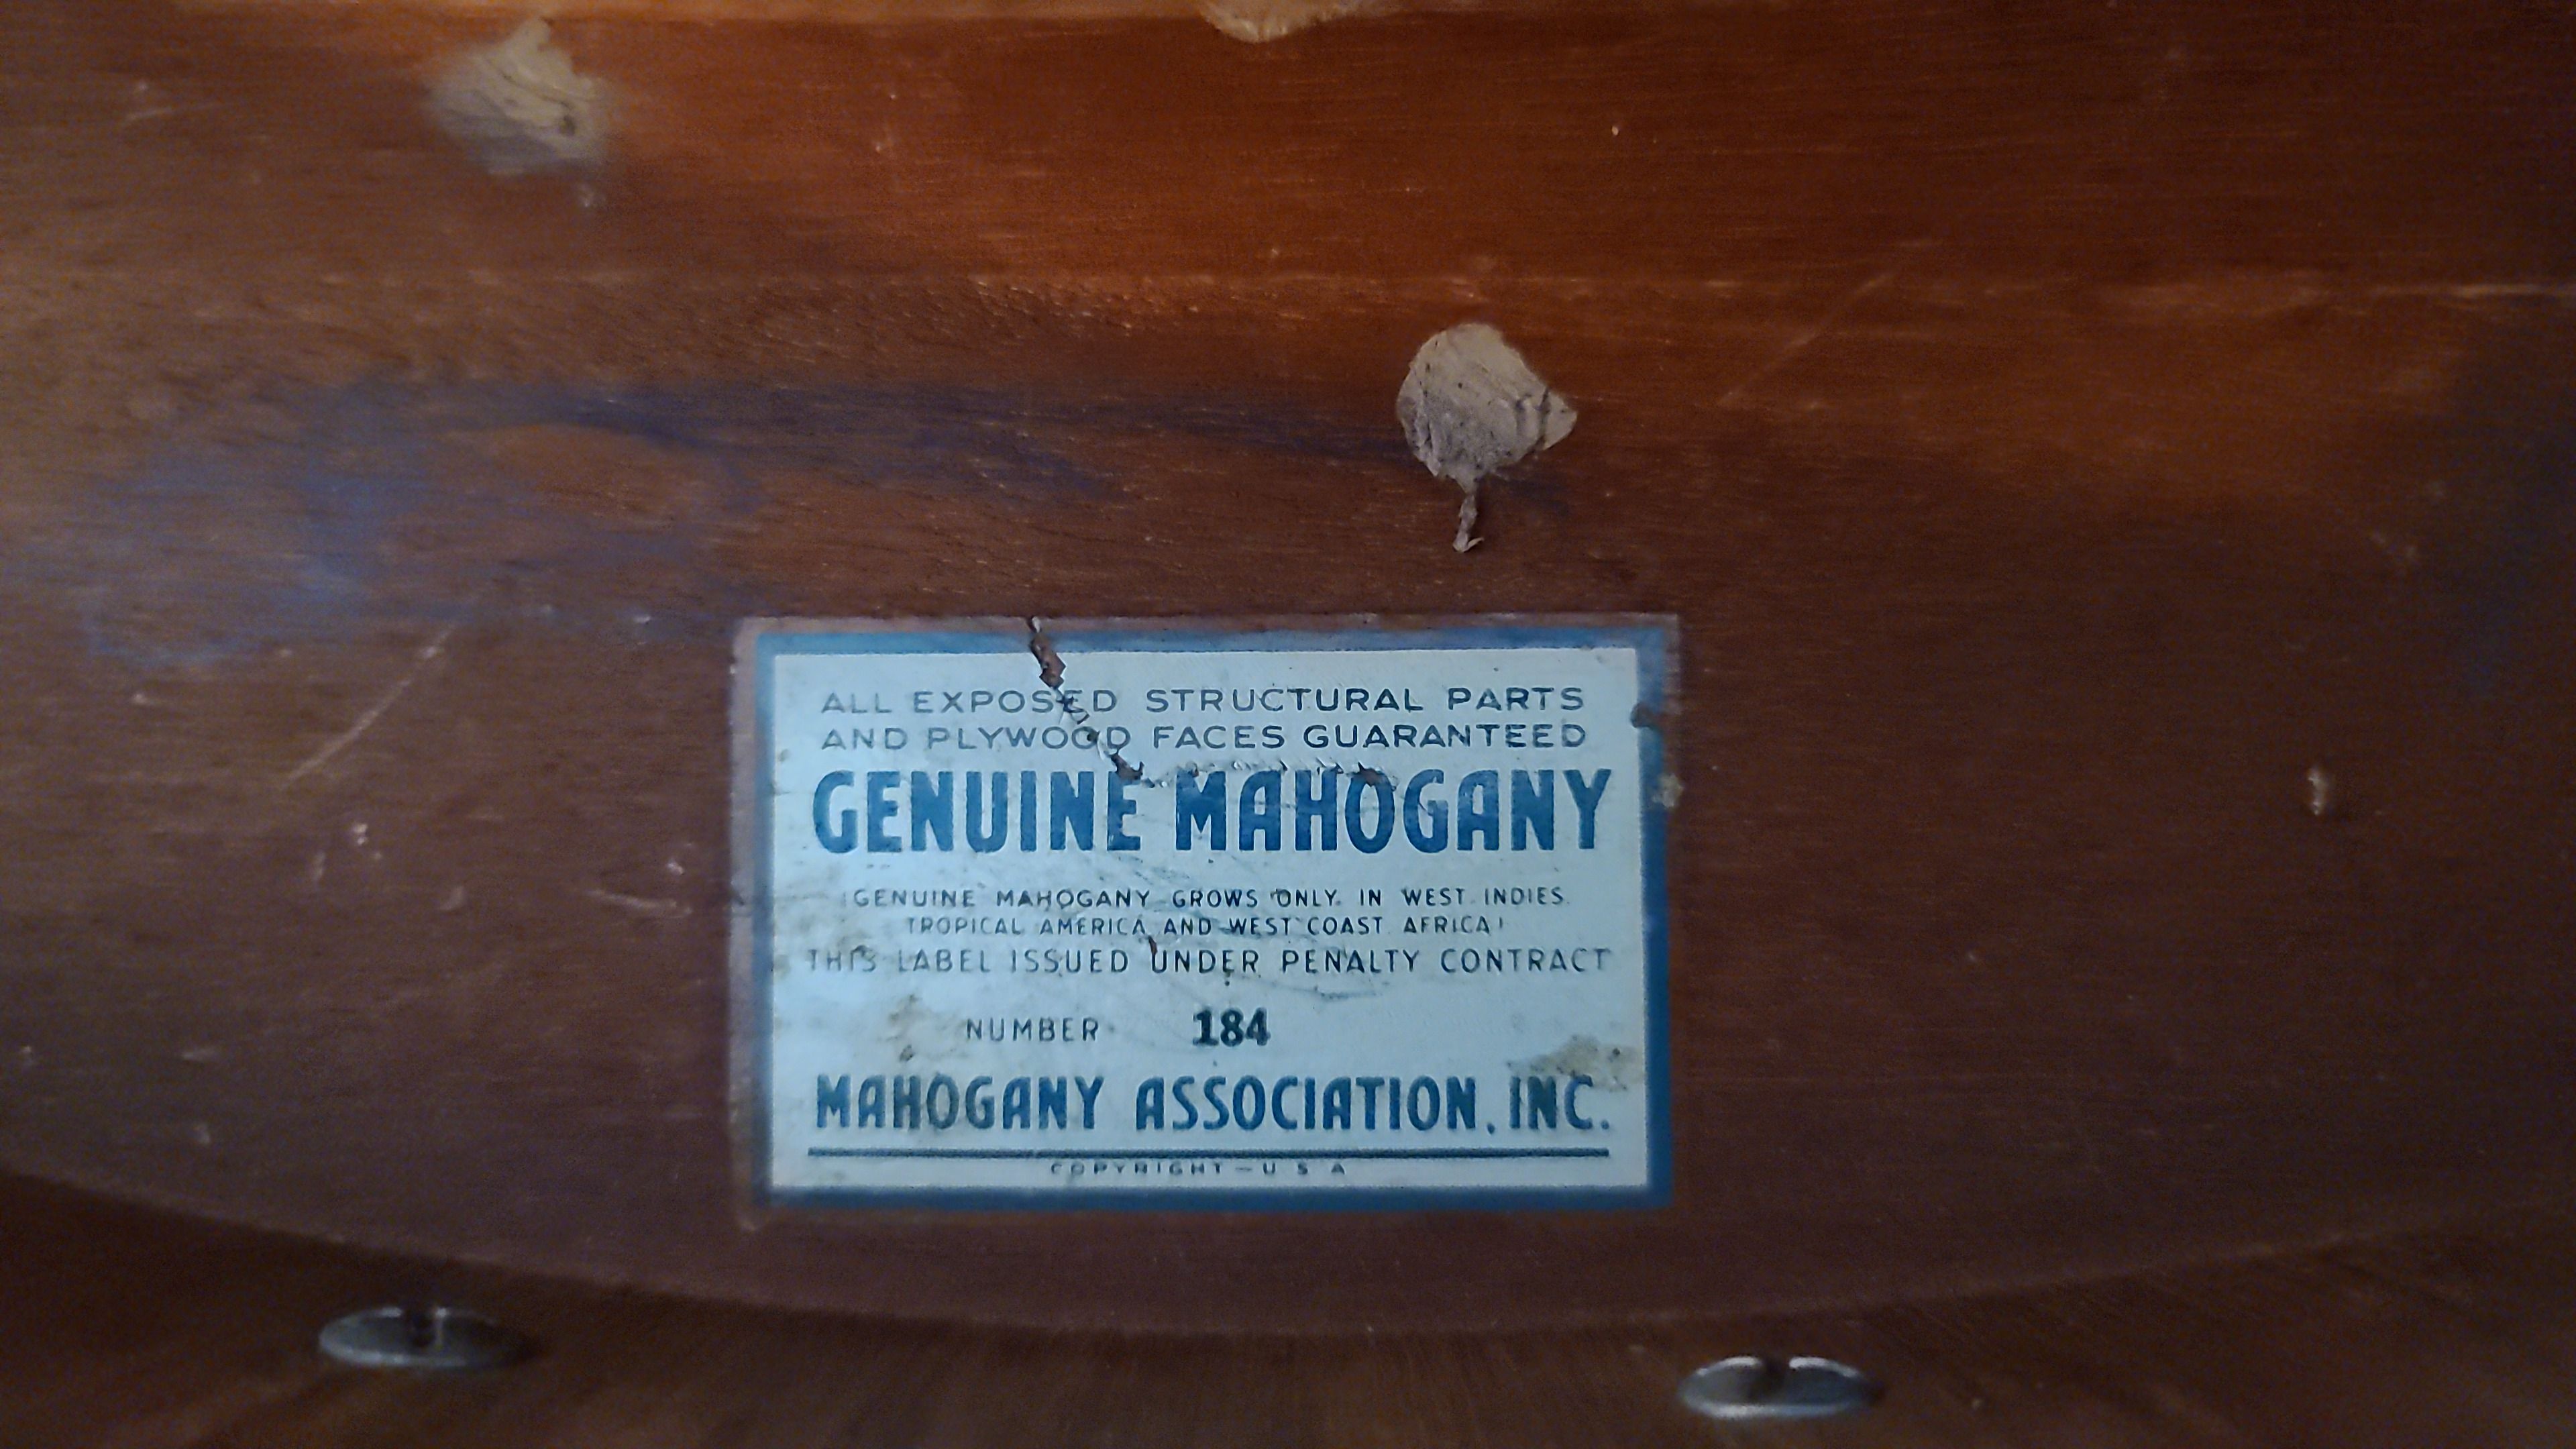 ALL EXPOSED STRUCTURAL PARTS
AND PLYWOOD FACES GUARANTEED
GENUINE MAHOGANY
(GENUINE MAHOGANY GROWS ONLY IN WEST INDIES,
TROPICAL AMERICA AND WEST COAST AFRICA)
THIS LABEL ISSUED UNDER PENALTY CONTRACT
NUMBER 184
MAHOGANY ASSOCIATION, INC.
COPYRIGHT - U S A